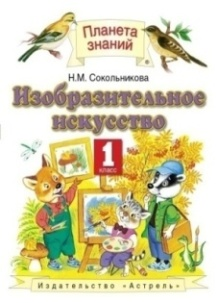 Планета
знаний
Н.М. Сокольникова
Изобразительное
искусство
1
класс
Издательство «Астрель»